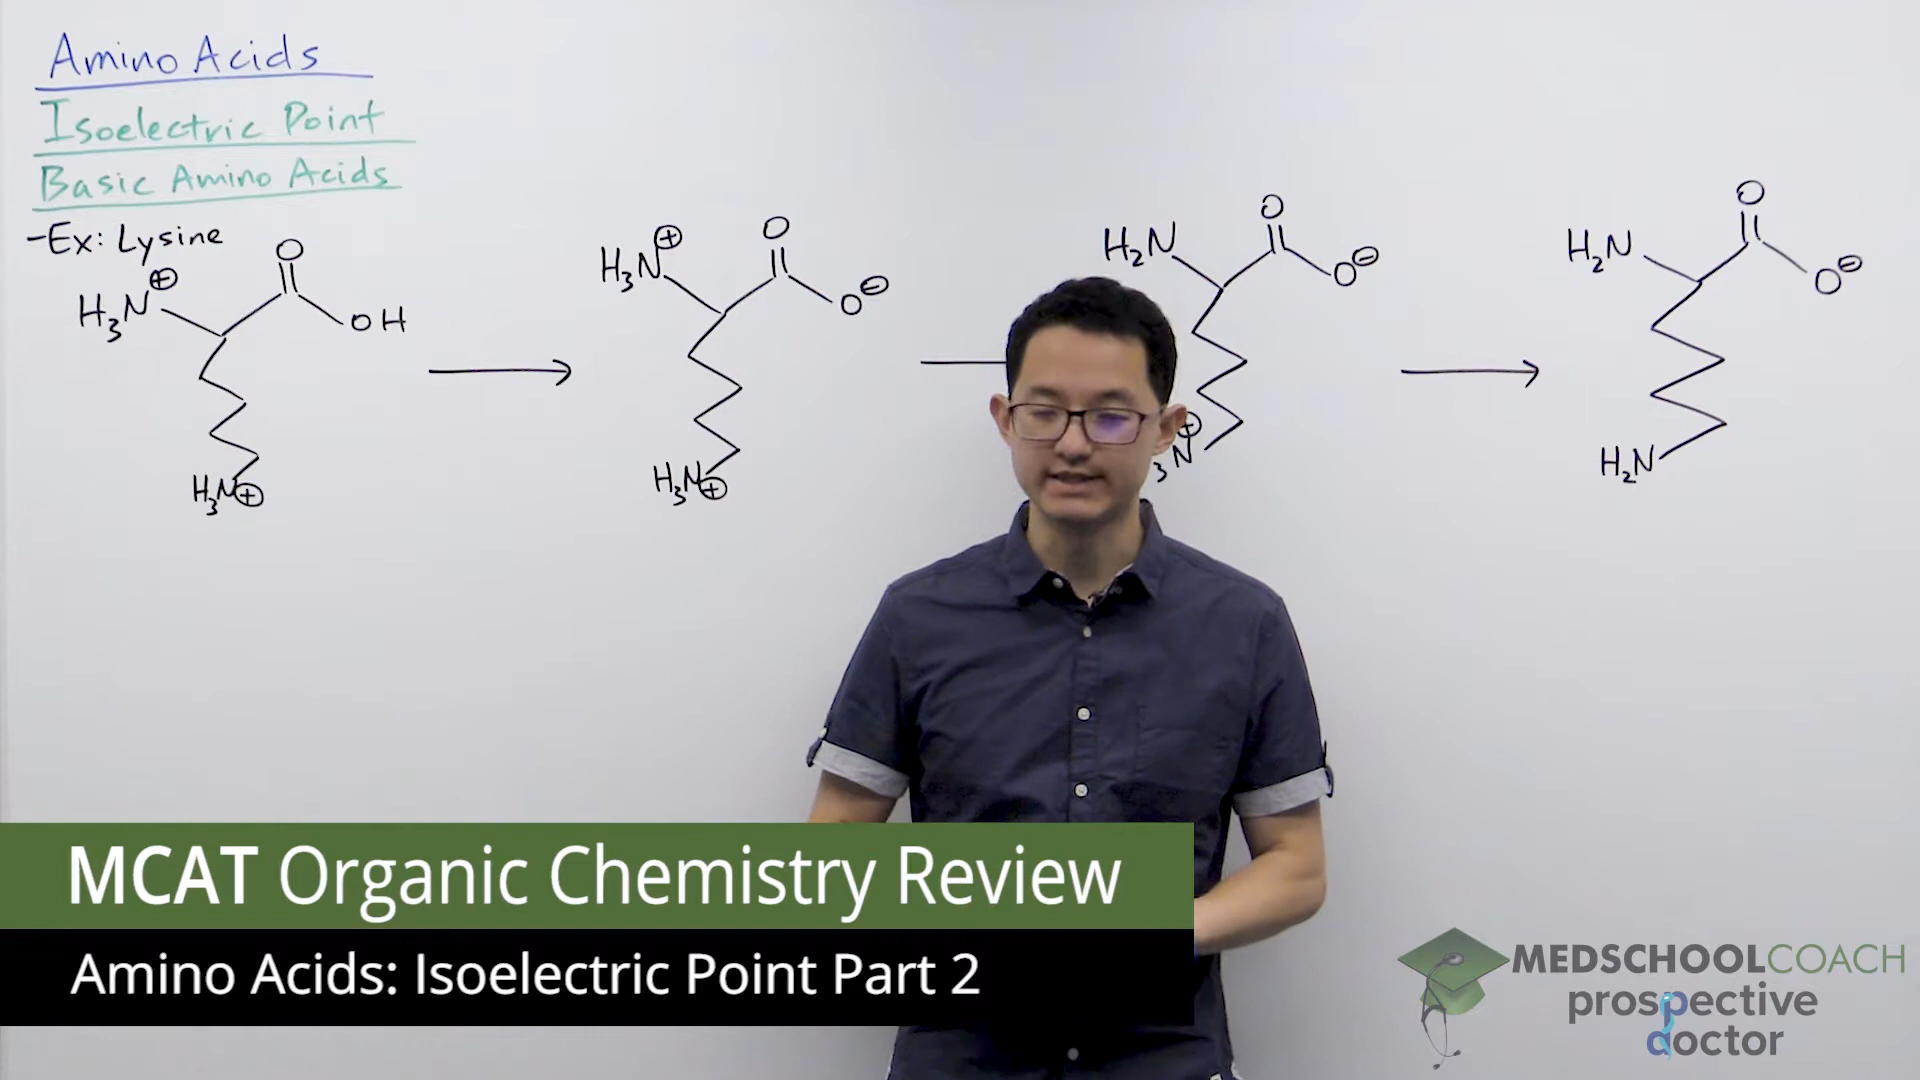 Amino Acids
Isoelectric Point
Basic Amino Acids
-Ex: Lysine
H₃N ⊕ O OH
H₃N ⊕
H₃N ⊕ O O ⊖
H₃N ⊕
H₂N O O ⊖
₃N ⊕
H₂N O O ⊖
H₂N
MCAT Organic Chemistry Review
Amino Acids: Isoelectric Point Part 2
MEDSCHOOLCOACH
prospective
doctor